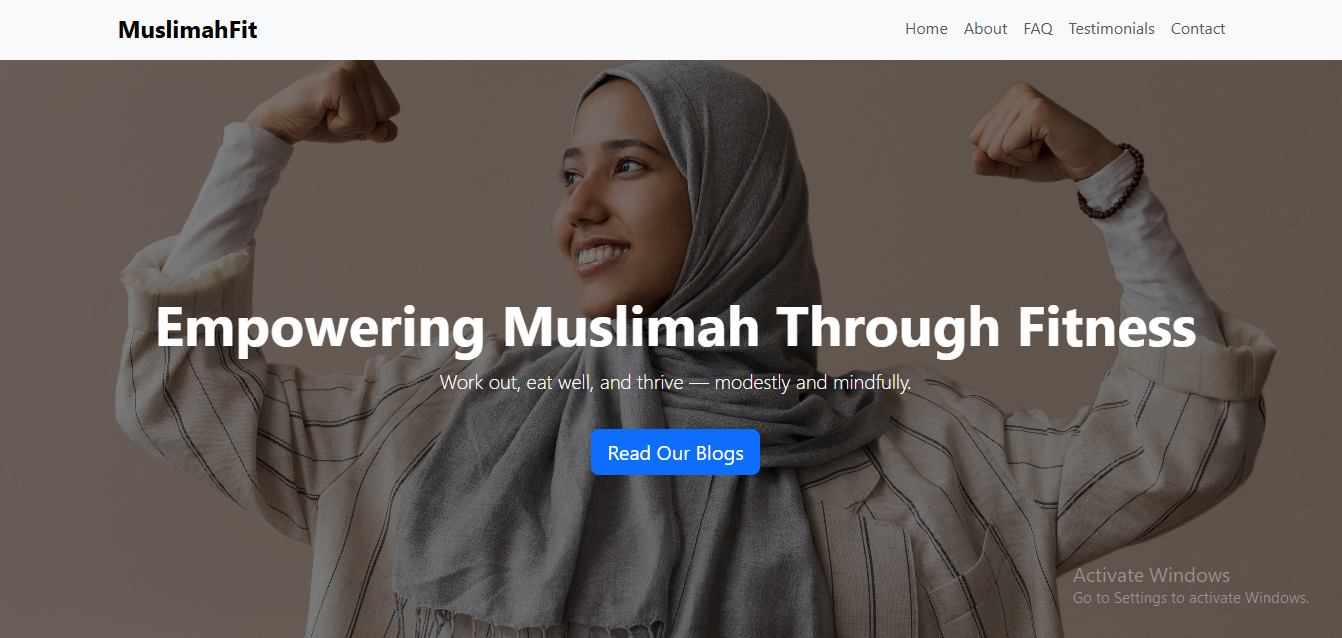 MuslimahFit
Home About FAQ Testimonials Contact
Empowering Muslimah Through Fitness
Work out, eat well, and thrive — modestly and mindfully.
Read Our Blogs
Activate Windows
Go to Settings to activate Windows.